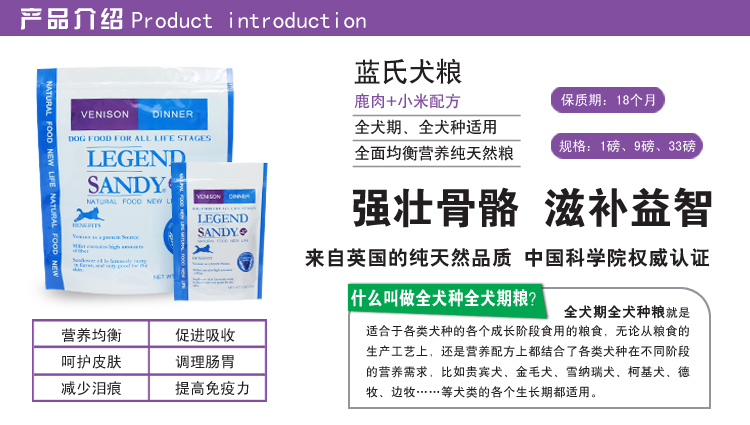 产品介绍 Product introduction
NATURAL FOOD NEW LIFE NATURAL FOOD NEW
VENISON DINNER
DOG FOOD FOR ALL LIFE STAGES
LEGEND
SANDY
NATURAL FOOD NEW
BENEFITS
Venison as a protein Source
VENISON DINNER
LEGEND
SANDY
NATURAL FOOD NEW LIFE
蓝氏犬粮
鹿肉+小米配方
全犬期、全犬种适用
全面均衡营养纯天然粮
保质期：18个月
规格：1磅、9磅、33磅
强壮骨骼 滋补益智
来自英国的纯天然品质 中国科学院权威认证
营养均衡 促进吸收
呵护皮肤 调理肠胃
减少泪痕 提高免疫力
什么叫做全犬种全犬期粮?
全犬期全犬种粮就是
适合于各类犬种的各个成长阶段食用的粮食，无论从粮食的
生产工艺上，还是营养配方上都结合了各类犬种在不同阶段
的营养需求，比如贵宾犬、金毛犬、雪纳瑞犬、柯基犬、德
牧、边牧……等犬类的各个生长期都适用。